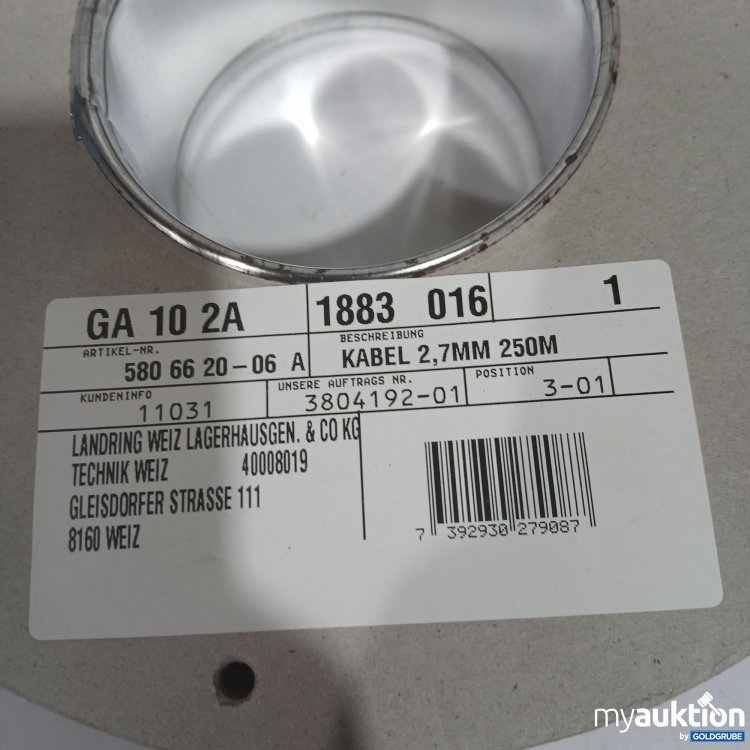 GA 10 2A 1883 016 1
ARTIKEL-NR. BESCHREIBUNG
580 66 20-06 A KABEL 2,7MM 250M
KUNDENINFO UNSERE AUFTRAGS NR. POSITION
11031 3804192-01 3-01
LANDRING WEIZ LAGERHAUSGEN. & CO KG
TECHNIK WEIZ 40008019
GLEISDORFER STRASSE 111
8160 WEIZ
7 392930 279087
myauktion
by GOLDGRUBE